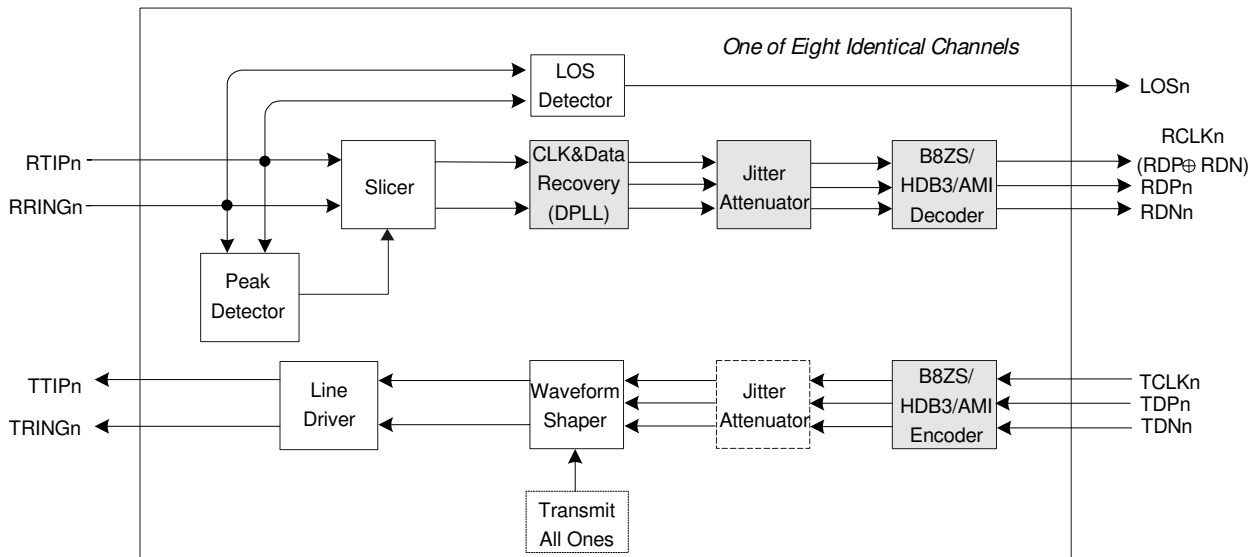 One of Eight Identical Channels
LOS
Detector
LOSn
RTIPn
RRINGn
Slicer
CLK&Data
Recovery
(DPLL)
Jitter
Attenuator
B8ZS/
HDB3/AMI
Decoder
RCLKn
(RDP⊕ RDN)
RDPn
RDNn
Peak
Detector
TTIPn
TRINGn
Line
Driver
Waveform
Shaper
Jitter
Attenuator
B8ZS/
HDB3/AMI
Encoder
TCLKn
TDPn
TDNn
Transmit
All Ones